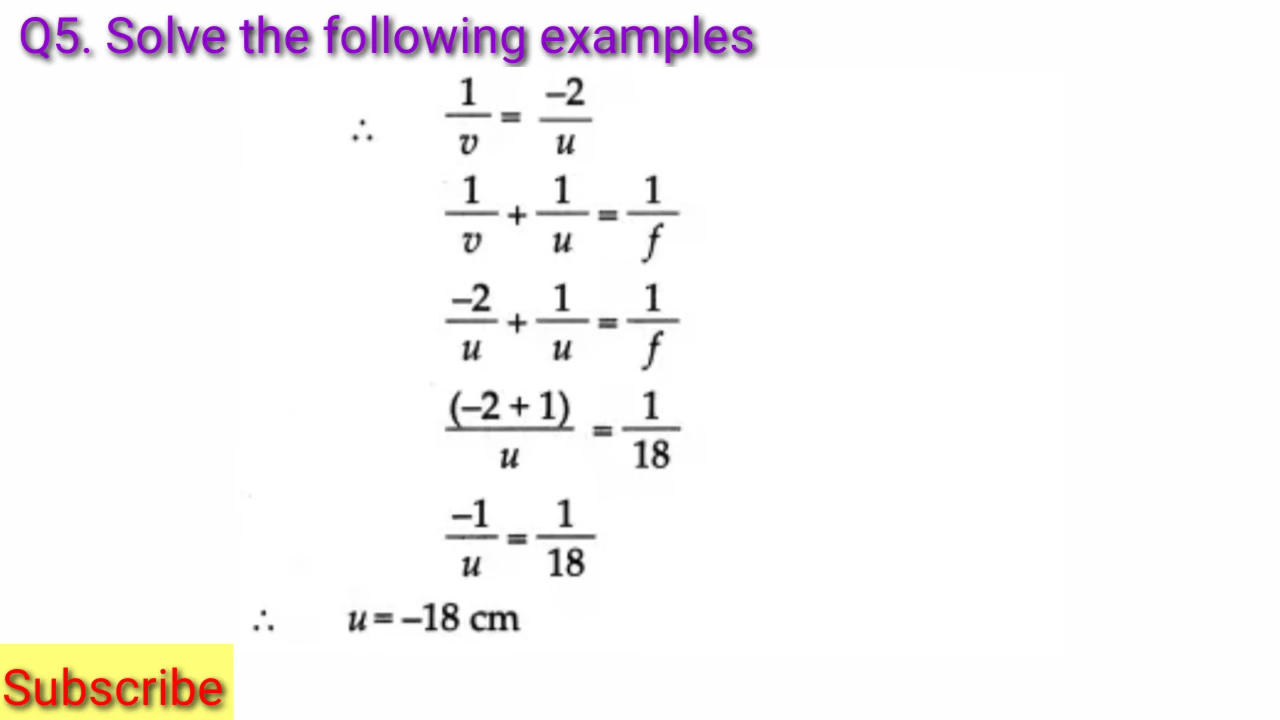 Q5. Solve the following examples
∴ 1/v = –2/u
1/v + 1/u = 1/f
–2/u + 1/u = 1/f
(–2 + 1)/u = 1/18
–1/u = 1/18
∴ u = –18 cm
Subscribe